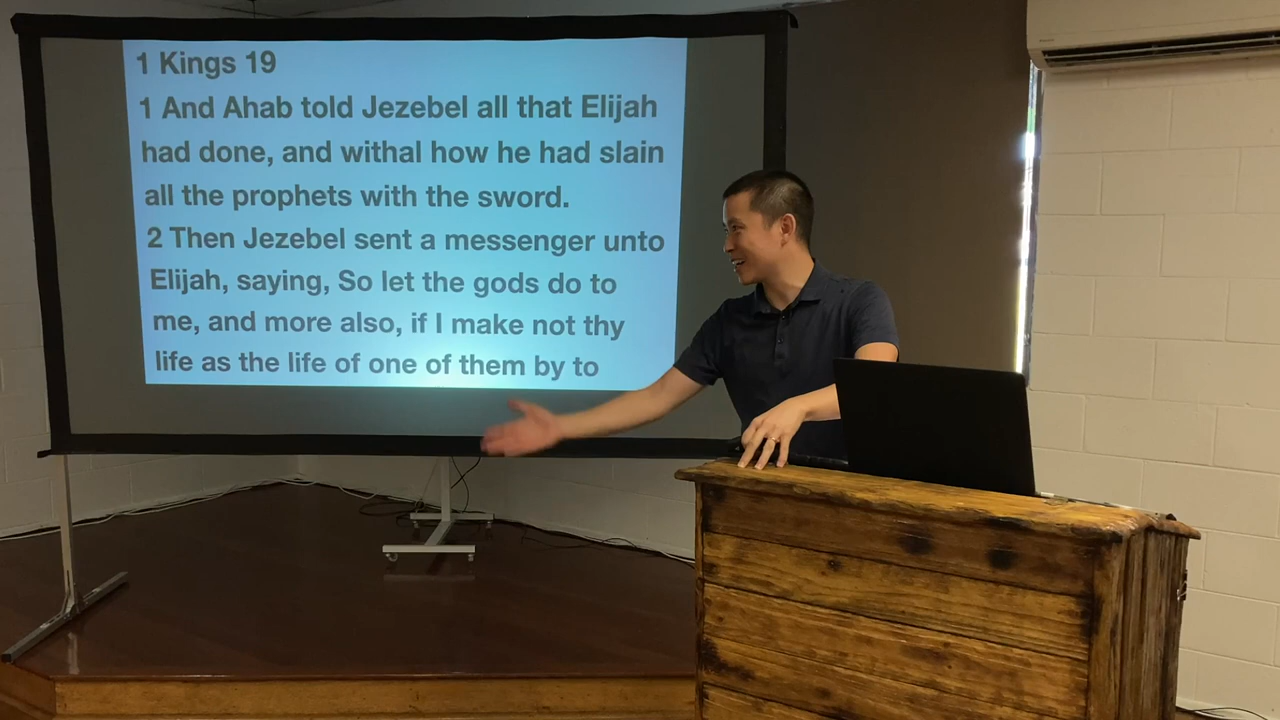 1 Kings 19
1 And Ahab told Jezebel all that Elijah
had done, and withal how he had slain
all the prophets with the sword.
2 Then Jezebel sent a messenger unto
Elijah, saying, So let the gods do to
me, and more also, if I make not thy
life as the life of one of them by to